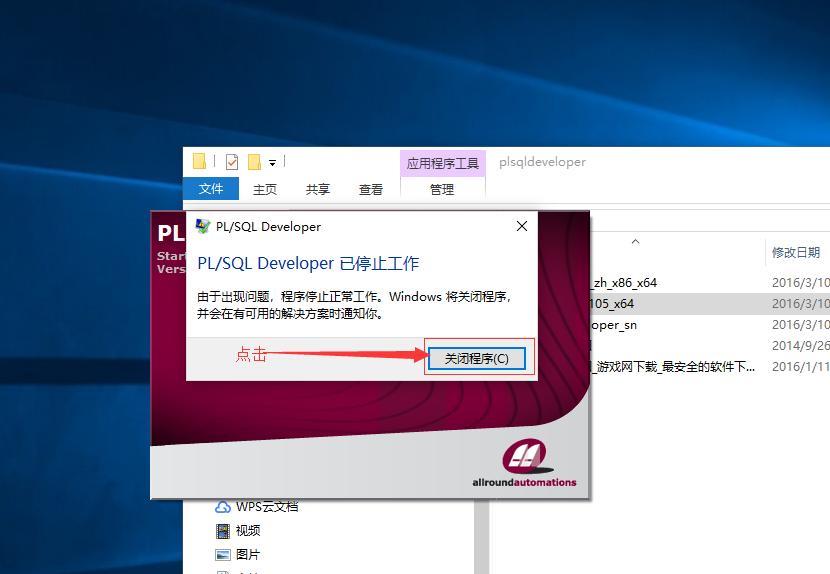 应用程序工具 plsqldeveloper
文件 主页 共享 查看 管理
PL
Start
Vers
PL/SQL Developer
PL/SQL Developer 已停止工作
由于出现问题，程序停止正常工作。Windows 将关闭程序，
并会在有可用的解决方案时通知你。
点击
关闭程序(C)
allroundautomations
修改日期
_zh_x86_x64 2016/3/10
105_x64 2016/3/10
oper_sn 2016/3/10
2014/9/26
_游戏网下载_最安全的软件下... 2016/1/11
WPS云文档
视频
图片